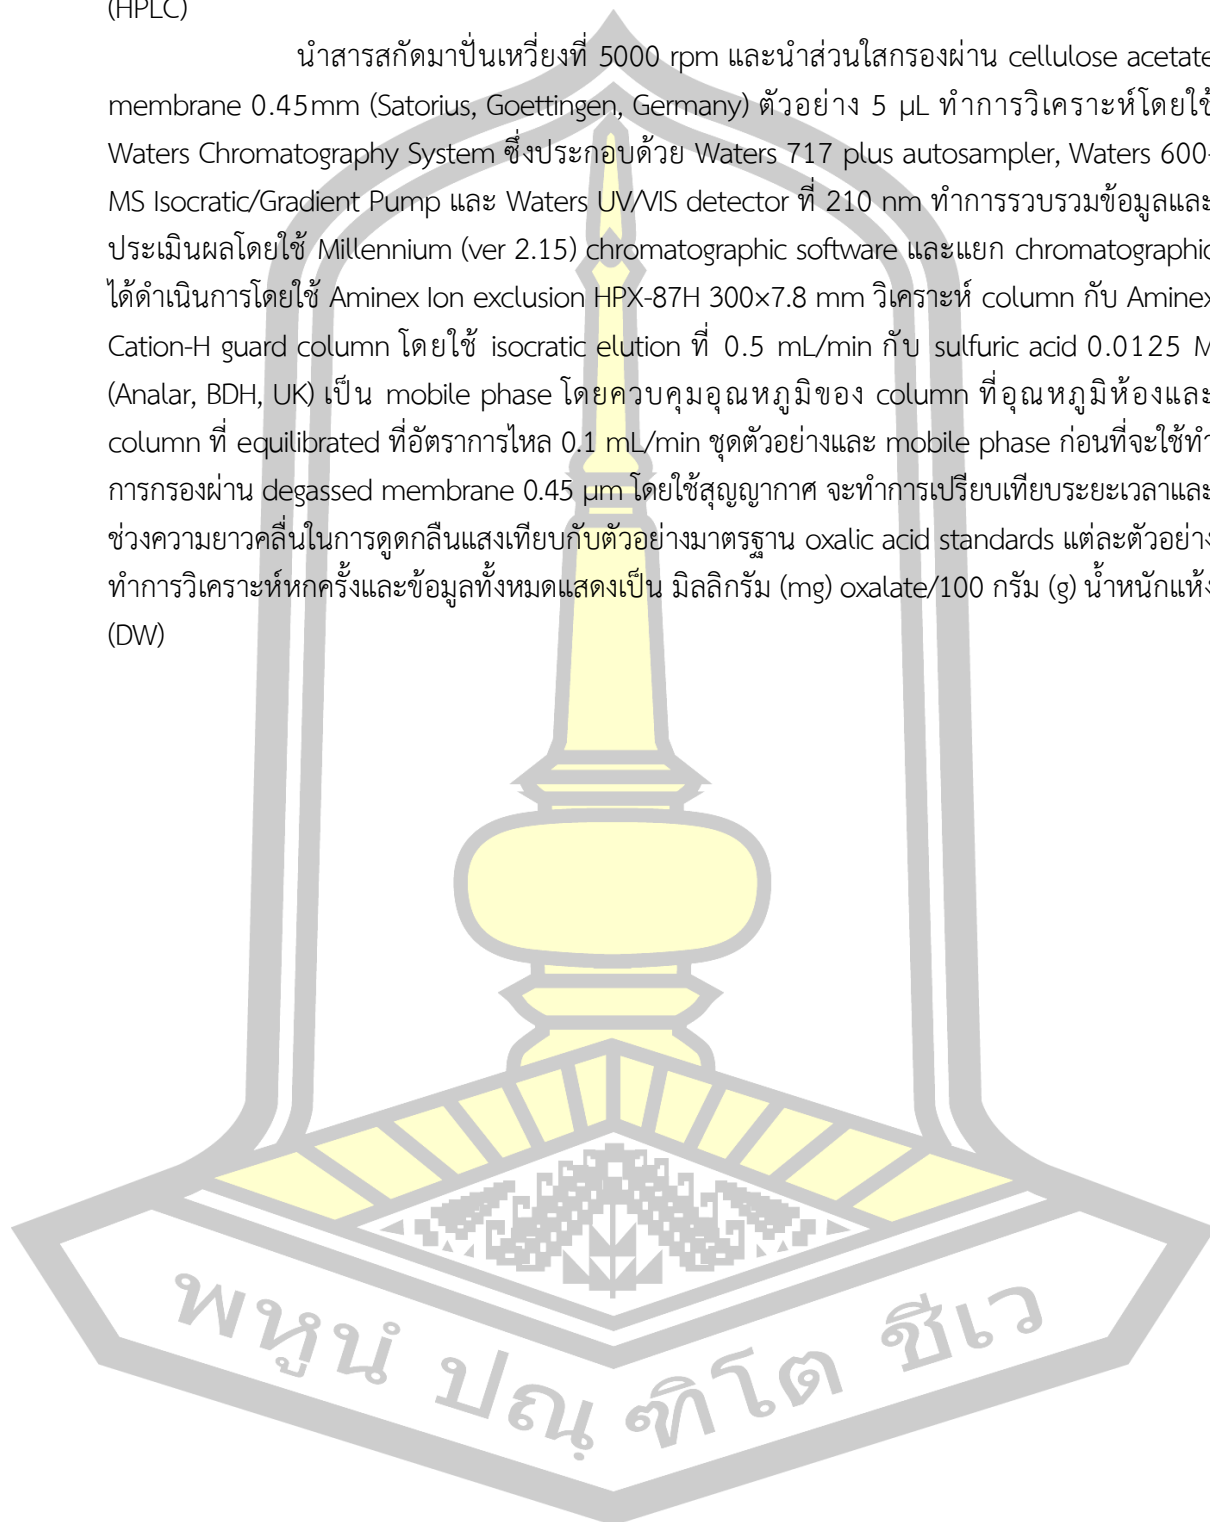 (HPLC)
นำสารสกัดมาปั่นเหวี่ยงที่ 5000 rpm และนำส่วนใสกรองผ่าน cellulose acetate
membrane 0.45mm (Satorius, Goettingen, Germany) ตัวอย่าง 5 µL ทำการวิเคราะห์โดยใช้
Waters Chromatography System ซึ่งประกอบด้วย Waters 717 plus autosampler, Waters 600-
MS Isocratic/Gradient Pump และ Waters UV/VIS detector ที่ 210 nm ทำการรวบรวมข้อมูลและ
ประเมินผลโดยใช้ Millennium (ver 2.15) chromatographic software และแยก chromatographic
ได้ดำเนินการโดยใช้ Aminex Ion exclusion HPX-87H 300×7.8 mm วิเคราะห์ column กับ Aminex
Cation-H guard column โดยใช้ isocratic elution ที่ 0.5 mL/min กับ sulfuric acid 0.0125 M
(Analar, BDH, UK) เป็น mobile phase โดยควบคุมอุณหภูมิของ column ที่อุณหภูมิห้องและ
column ที่ equilibrated ที่อัตราการไหล 0.1 mL/min ชุดตัวอย่างและ mobile phase ก่อนที่จะใช้ทำ
การกรองผ่าน degassed membrane 0.45 µm โดยใช้สุญญากาศ จะทำการเปรียบเทียบระยะเวลาและ
ช่วงความยาวคลื่นในการดูดกลืนแสงเทียบกับตัวอย่างมาตรฐาน oxalic acid standards แต่ละตัวอย่าง
ทำการวิเคราะห์หกครั้งและข้อมูลทั้งหมดแสดงเป็น มิลลิกรัม (mg) oxalate/100 กรัม (g) น้ำหนักแห้ง
(DW)
พหูนํ ปณฺฑิโต ชีเว